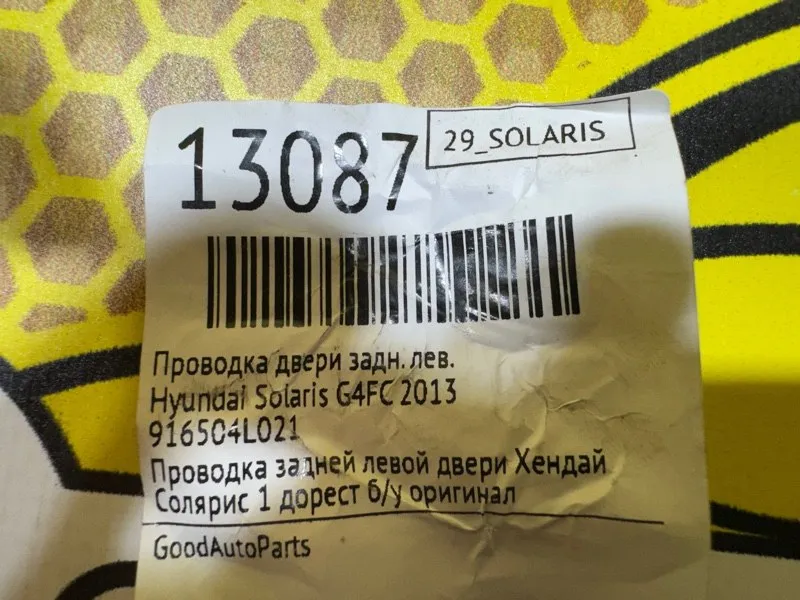 13087
29_SOLARIS
Проводка двери задн. лев.
Hyundai Solaris G4FC 2013
916504L021
Проводка задней левой двери Хендай
Солярис 1 дорест б/у оригинал
GoodAutoParts